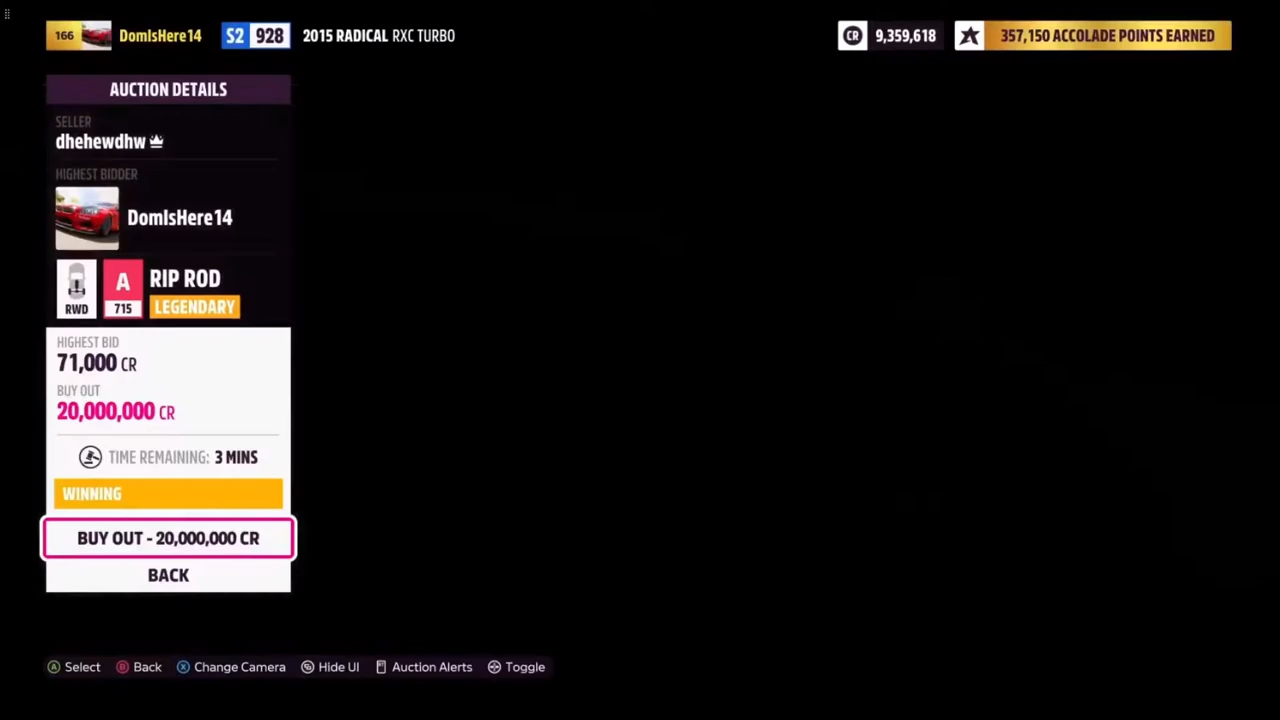 166 DomIsHere14 S2 928 2015 RADICAL RXC TURBO CR 9,359,618 357,150 ACCOLADE POINTS EARNED
AUCTION DETAILS
SELLER
dhehewdhw
HIGHEST BIDDER
DomIsHere14
RWD A 715 RIP ROD
LEGENDARY
HIGHEST BID
71,000 CR
BUY OUT
20,000,000 CR
TIME REMAINING: 3 MINS
WINNING
BUY OUT - 20,000,000 CR
BACK
A Select B Back X Change Camera Hide UI Auction Alerts Toggle